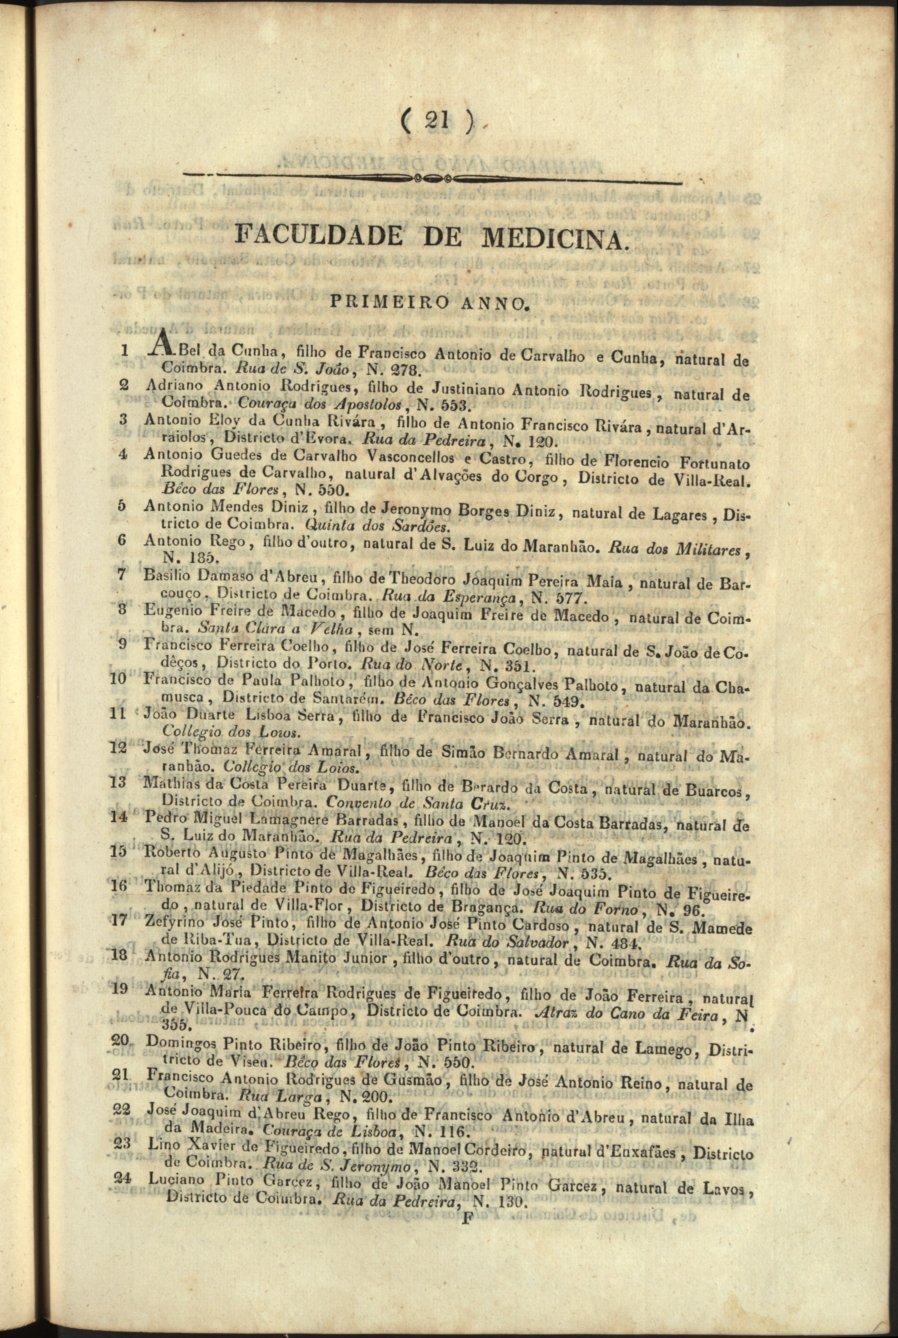 ( 21 )
FACULDADE DE MEDICINA.
PRIMEIRO ANNO.
1 ABel da Cunha, filho de Francisco Antonio de Carvalho e Cunha, natural de
Coimbra. Rua de S. João, N. 278.
2 Adriano Antonio Rodrigues, filho de Justiniano Antonio Rodrigues, natural de
Coimbra. Couraça dos Apostolos, N. 553.
3 Antonio Eloy da Cunha Rivára, filho de Antonio Francisco Rivára, natural d'Ar-
raiolos, Districto d'Evora. Rua da Pedreira, N. 120.
4 Antonio Guedes de Carvalho Vasconcellos e Castro, filho de Florencio Fortunato
Rodrigues de Carvalho, natural d'Alvações do Corgo, Districto de Villa-Real.
Bêco das Flores, N. 550.
5 Antonio Mendes Diniz, filho de Jeronymo Borges Diniz, natural de Lagares, Dis-
tricto de Coimbra. Quinta dos Sardões.
6 Antonio Rego, filho d'outro, natural de S. Luiz do Maranhão. Rua dos Militares,
N. 185.
7 Basilio Damaso d'Abreu, filho de Theodoro Joaquim Pereira Maia, natural de Bar-
couço, Districto de Coimbra. Rua da Esperança, N. 577.
8 Eugenio Freire de Macedo, filho de Joaquim Freire de Macedo, natural de Coim-
bra. Santa Clara a Velha, sem N.
9 Francisco Ferreira Coelho, filho de José Ferreira Coelbo, natural de S. João de Co-
dêços, Districto do Porto. Rua do Norte, N. 351.
10 Francisco de Paula Palhoto, filho de Antonio Gonçalves Palhoto, natural da Cha-
musca, Districto de Santarém. Bêco das Flores, N. 549.
11 João Duarte Lisboa Serra, filho de Francisco João Serra, natural do Maranhão.
Collegio dos Loios.
12 José Thomaz Ferreira Amaral, filho de Simão Bernardo Amaral, natural do Ma-
ranhão. Collegio dos Loios.
13 Mathias da Costa Pereira Duarte, filho de Berardo da Costa, natural de Buarcos,
Districto de Coimbra. Convento de Santa Cruz.
14 Pedro Miguel Lamagnere Barradas, filho de Manoel da Costa Barradas, natural de
S. Luiz do Maranhão. Rua da Pedreira, N. 120.
15 Roberto Augusto Pinto de Magalhães, filho de Joaquim Pinto de Magalhães, natu-
ral d'Alijó, Districto de Villa-Real. Bêco das Flores, N. 535.
16 Thomaz da Piedade Pinto de Figueiredo, filho de José Joaquim Pinto de Figueire-
do, natural de Villa-Flor, Districto de Bragança. Rua do Forno, N. 96.
17 Zefyrino José Pinto, filho de Antonio José Pinto Cardoso, natural de S. Mamede
de Riba-Tua, Districto de Villa-Real. Rua do Salvador, N. 484.
18 Antonio Rodrigues Manito Junior, filho d'outro, natural de Coimbra. Rua da So-
fia, N. 27.
19 Antonio Maria Ferreira Rodrigues de Figueiredo, filho de João Ferreira, natural
de Villa-Pouca do Campo, Districto de Coimbra. Atraz do Cano da Feira, N.
355.
20 Domingos Pinto Ribeiro, filho de João Pinto Ribeiro, natural de Lamego, Distri-
tricto de Viseu. Bêco das Flores, N. 550.
21 Francisco Antonio Rodrigues de Gusmão, filho de José Antonio Reino, natural de
Coimbra. Rua Larga, N. 200.
22 José Joaquim d'Abreu Rego, filho de Francisco Antonio d'Abreu, natural da Ilha
da Madeira. Couraça de Lisboa, N. 116.
23 Lino Xavier de Figueiredo, filho de Manoel Cordeiro, natural d'Enxafães, Districto
de Coimbra. Rua de S. Jeronymo, N. 332.
24 Luciano Pinto Garcez, filho de João Manoel Pinto Garcez, natural de Lavos,
Districto de Coimbra. Rua da Pedreira, N. 130.
F